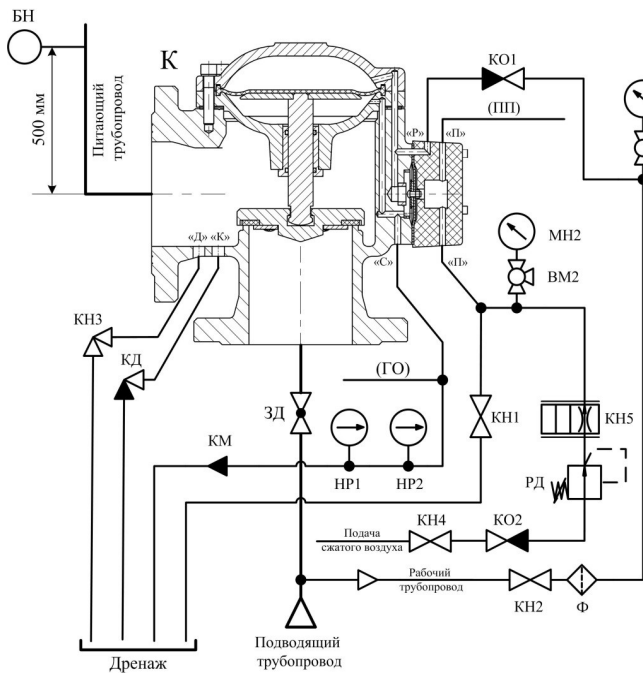 БН
К
500 мм
Питающий
трубопровод
КО1
(ПП)
«Р»
«П»
«Д»
«К»
«С»
«П»
МН2
ВМ2
КН3
КД
(ГО)
ЗД
КН1
КН5
КМ
НР1
НР2
РД
КН4
КО2
Подача
сжатого воздуха
Рабочий
трубопровод
КН2
Ф
Подводящий
трубопровод
Дренаж